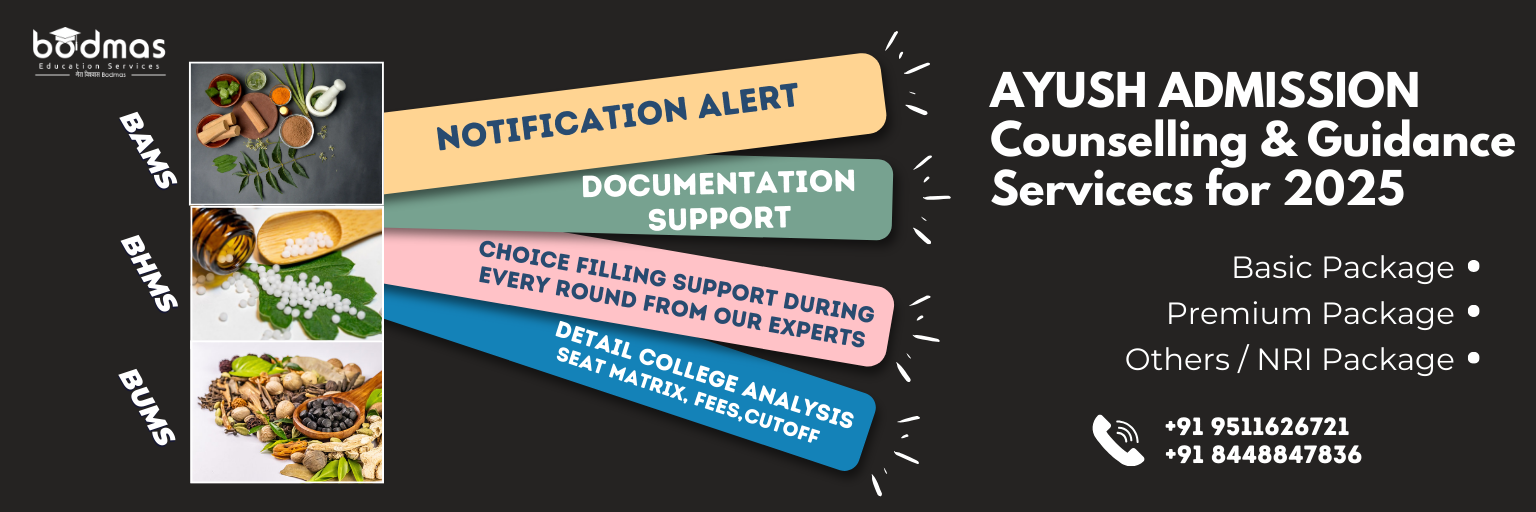 bodmas
Education Services
मेरा विश्वास Bodmas
BAMS
BHMS
BUMS
NOTIFICATION ALERT
DOCUMENTATION
SUPPORT
CHOICE FILLING SUPPORT DURING
EVERY ROUND FROM OUR EXPERTS
DETAIL COLLEGE ANALYSIS
SEAT MATRIX, FEES,CUTOFF
AYUSH ADMISSION
Counselling & Guidance
Servicecs for 2025
Basic Package •
Premium Package •
Others / NRI Package •
+91 9511626721
+91 8448847836